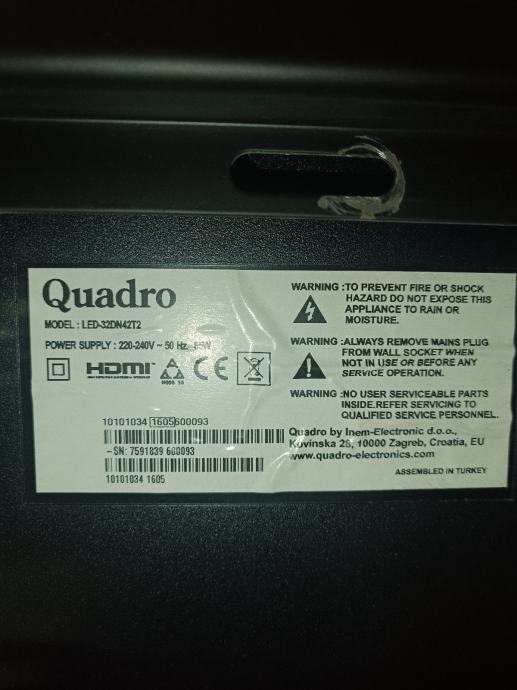 Quadro
MODEL : LED-32DN42T2
POWER SUPPLY : 220-240V ~ 50 Hz
HDMI
CE
10101034 1605600093
-SN: 7591839 600093
10101034 1605
WARNING :TO PREVENT FIRE OR SHOCK
HAZARD DO NOT EXPOSE THIS
APPLIANCE TO RAIN OR
MOISTURE.
WARNING :ALWAYS REMOVE MAINS PLUG
FROM WALL SOCKET WHEN
NOT IN USE OR BEFORE ANY
SERVICE OPERATION.
WARNING :NO USER SERVICEABLE PARTS
INSIDE.REFER SERVICING TO
QUALIFIED SERVICE PERSONNEL.
Quadro by Inem-Electronic d.o.o.,
Kovinska 28, 10000 Zagreb, Croatia, EU
www.quadro-electronics.com
ASSEMBLED IN TURKEY